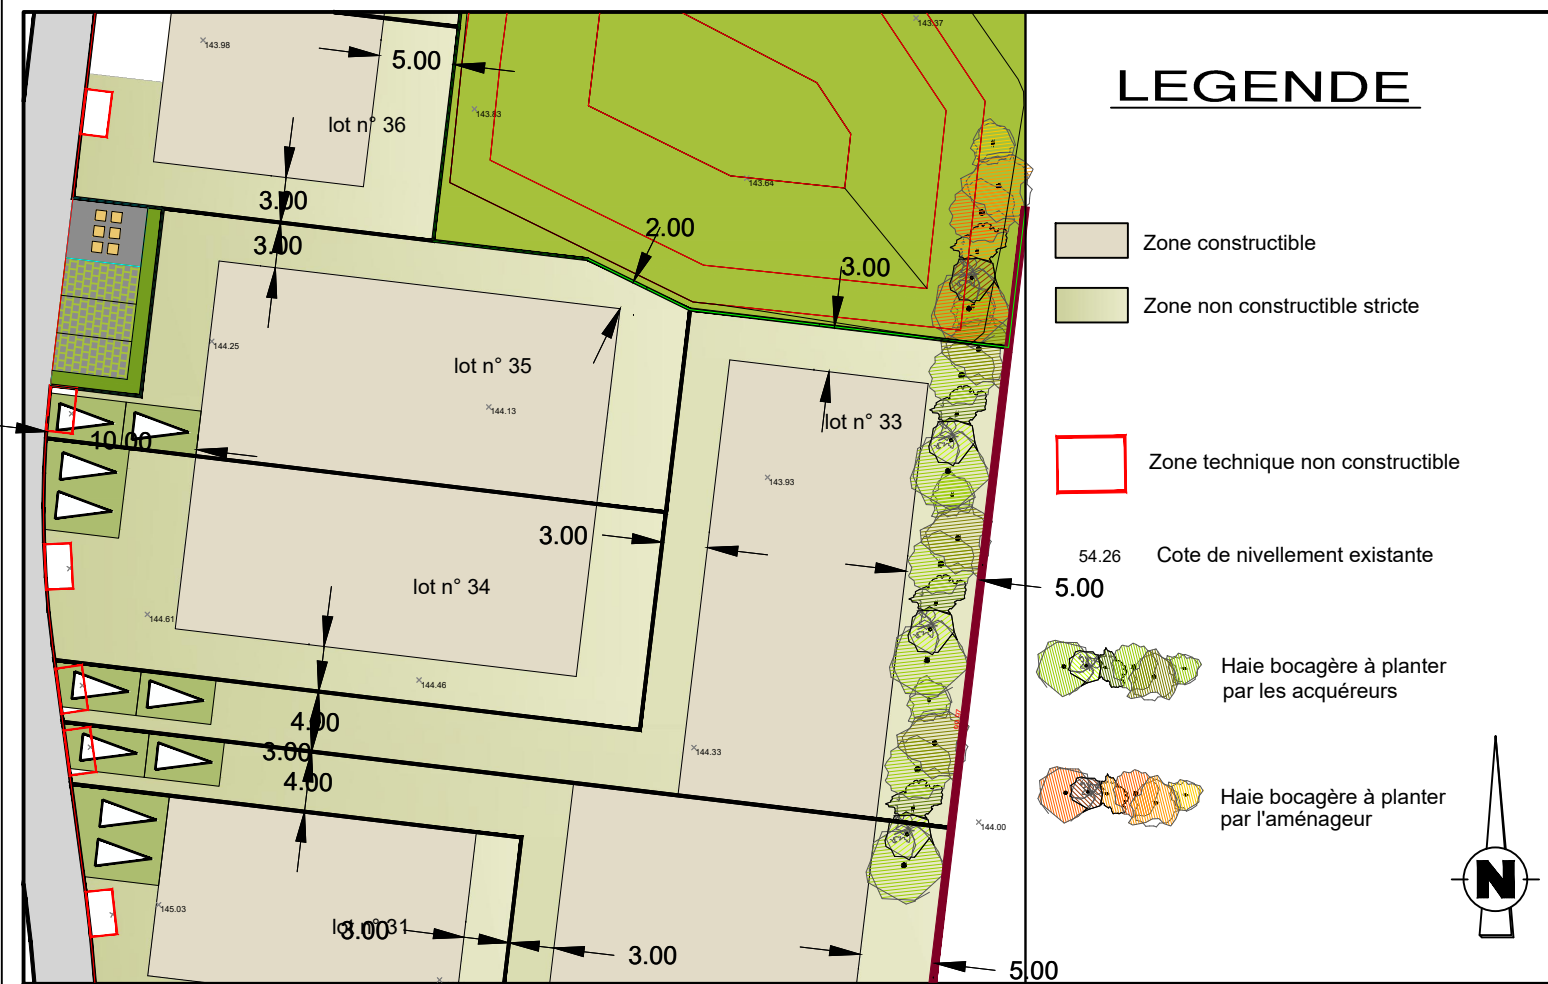 143.98
143.37
5.00
143.83
LEGENDE
lot n° 36
143.64
3.00
2.00
3.00
3.00
Zone constructible
Zone non constructible stricte
144.25
lot n° 35
144.13
lot n° 33
10.00
143.93
Zone technique non constructible
3.00
54.26 Cote de nivellement existante
lot n° 34
5.00
144.61
Haie bocagère à planter
par les acquéreurs
144.46
4.00
3.00
144.33
4.00
Haie bocagère à planter
par l'aménageur
144.00
N
145.03
lot n° 31
3.00
3.00
5.00